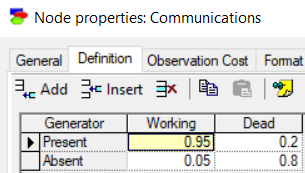 Node properties: Communications
General Definition Observation Cost Format
Add Insert
Generator Working Dead
Present 0.95 0.2
Absent 0.05 0.8